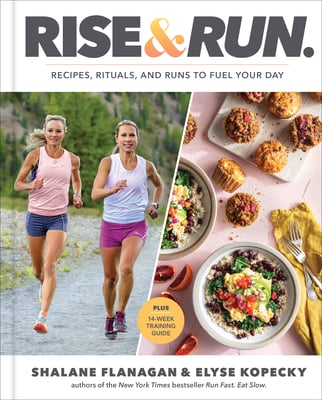 RISE & RUN.
RECIPES, RITUALS, AND RUNS TO FUEL YOUR DAY
PLUS
14-WEEK
TRAINING
GUIDE
SHALANE FLANAGAN & ELYSE KOPECKY
authors of the New York Times bestseller Run Fast. Eat Slow.